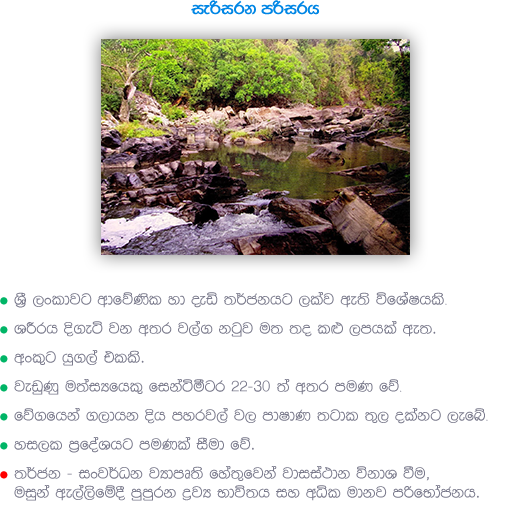 සැරිසරන පරිසරය
ශ්‍රී ලංකාවට ආවේණික හා දැඩි තර්ජනයට ලක්ව ඇති විශේෂයකි.
ශරීරය දිගැටි වන අතර වල්ග නටුව මත තද කළු ලපයක් ඇත.
අංකුට යුගල් එකකි.
වැඩුණු මත්ස්‍යයෙකු සෙන්ටිමීටර 22-30 ත් අතර පමණ වේ.
වේගයෙන් ගලායන දිය පහරවල් වල පාෂාණ තටාක තුල දක්නට ලැබේ.
හසලක ප්‍රදේශයට පමණක් සීමා වේ.
තර්ජන - සංවර්ධන ව්‍යාපෘති හේතුවෙන් වාසස්ථාන විනාශ වීම,
මසුන් ඇල්ලිමේදී පුපුරන ද්‍රව්‍ය භාවිතය සහ අධික මානව පරිභෝජනය.